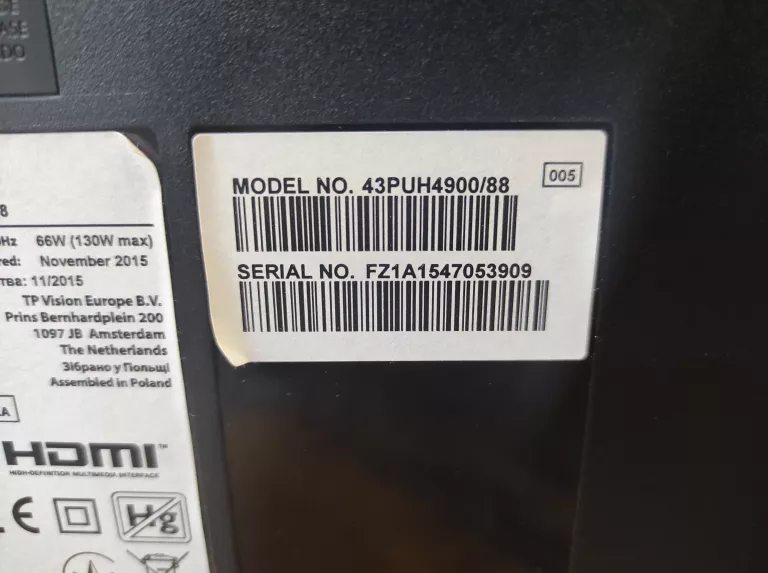 ASE
DO
MODEL NO. 43PUH4900/88
005
SERIAL NO. FZ1A1547053909
8
Hz 66W (130W max)
red: November 2015
тва: 11/2015
TP Vision Europe B.V.
Prins Bernhardplein 200
1097 JB Amsterdam
The Netherlands
Зібрано у Польщі
Assembled in Poland
A
HDMI™
HIGH-DEFINITION MULTIMEDIA INTERFACE
CE
Hg